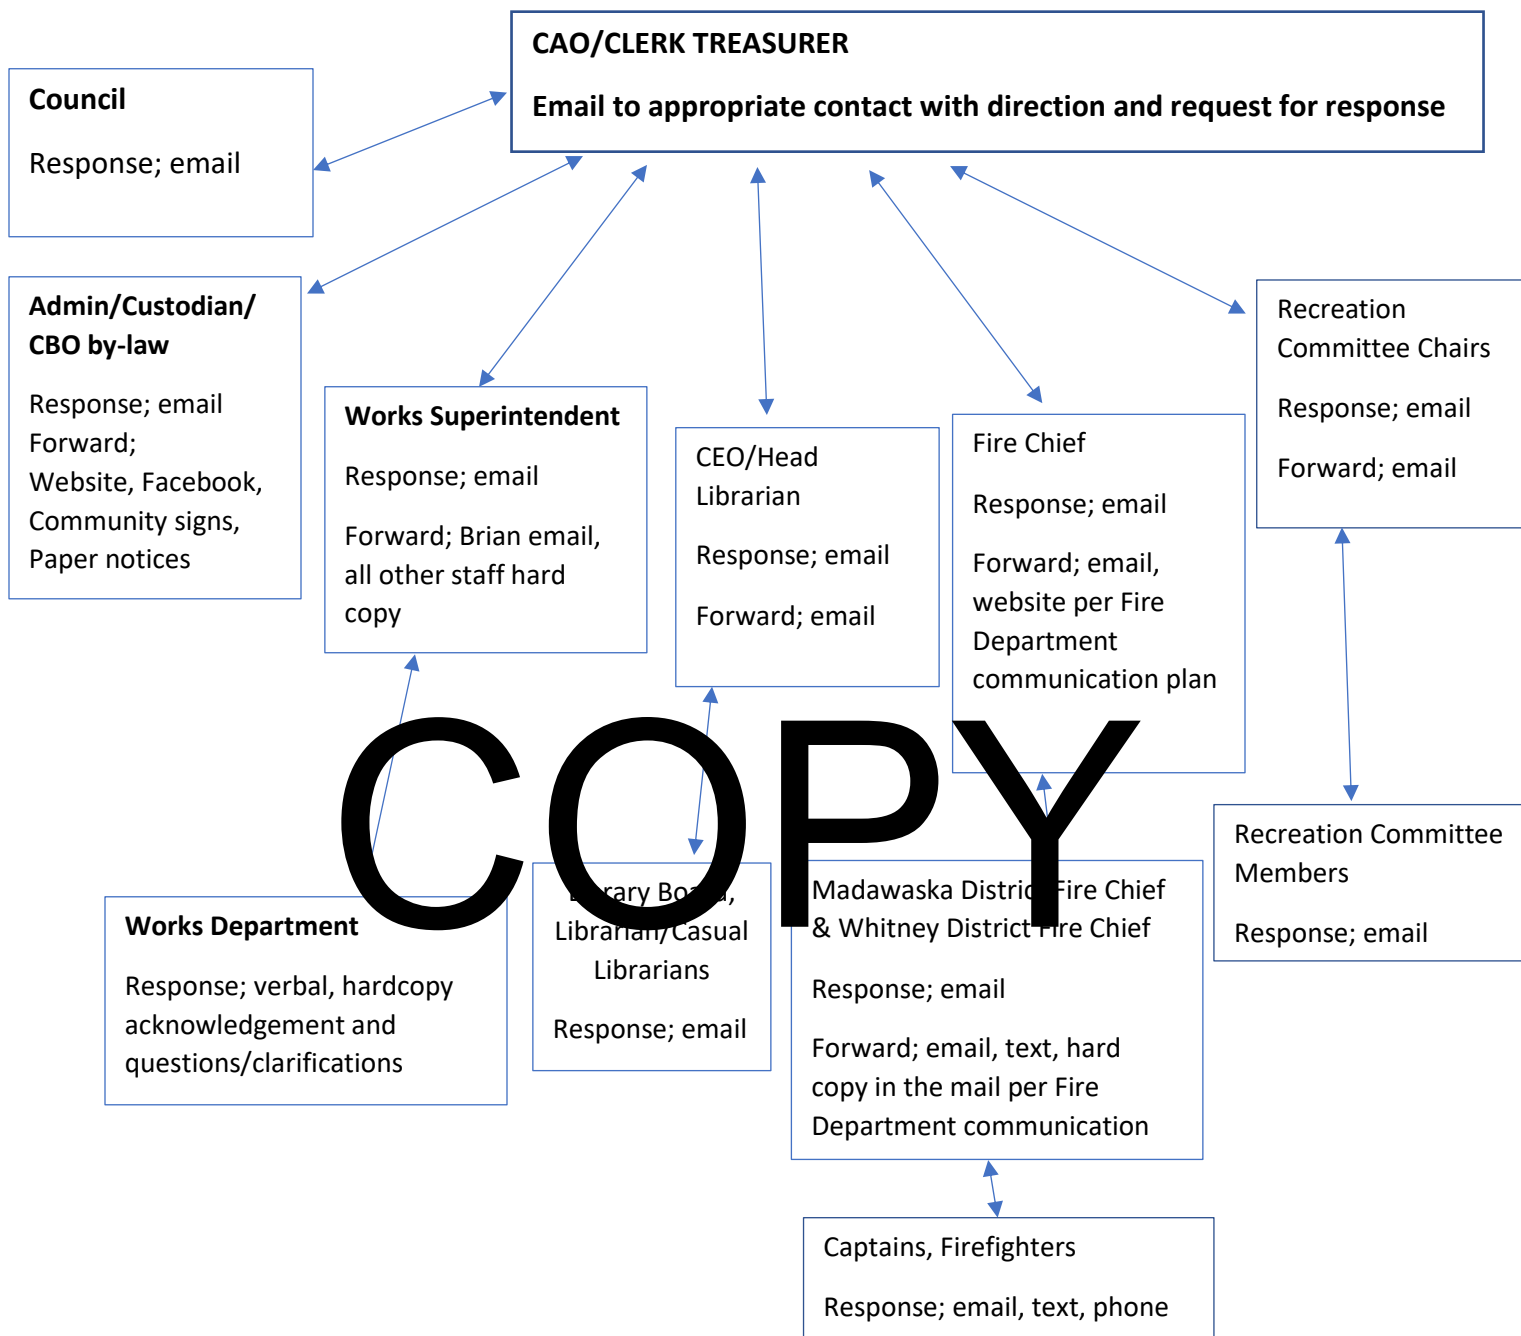 CAO/CLERK TREASURER
Email to appropriate contact with direction and request for response
Council
Response; email
Admin/Custodian/
CBO by-law
Response; email
Forward;
Website, Facebook,
Community signs,
Paper notices
Works Superintendent
Response; email
Forward; Brian email,
all other staff hard
copy
CEO/Head
Librarian
Response; email
Forward; email
Fire Chief
Response; email
Forward; email,
website per Fire
Department
communication plan
Recreation
Committee Chairs
Response; email
Forward; email
COPY
Works Department
Response; verbal, hardcopy
acknowledgement and
questions/clarifications
Library Board,
Librarian/Casual
Librarians
Response; email
Madawaska District Fire Chief
& Whitney District Fire Chief
Response; email
Forward; email, text, hard
copy in the mail per Fire
Department communication
Recreation Committee
Members
Response; email
Captains, Firefighters
Response; email, text, phone